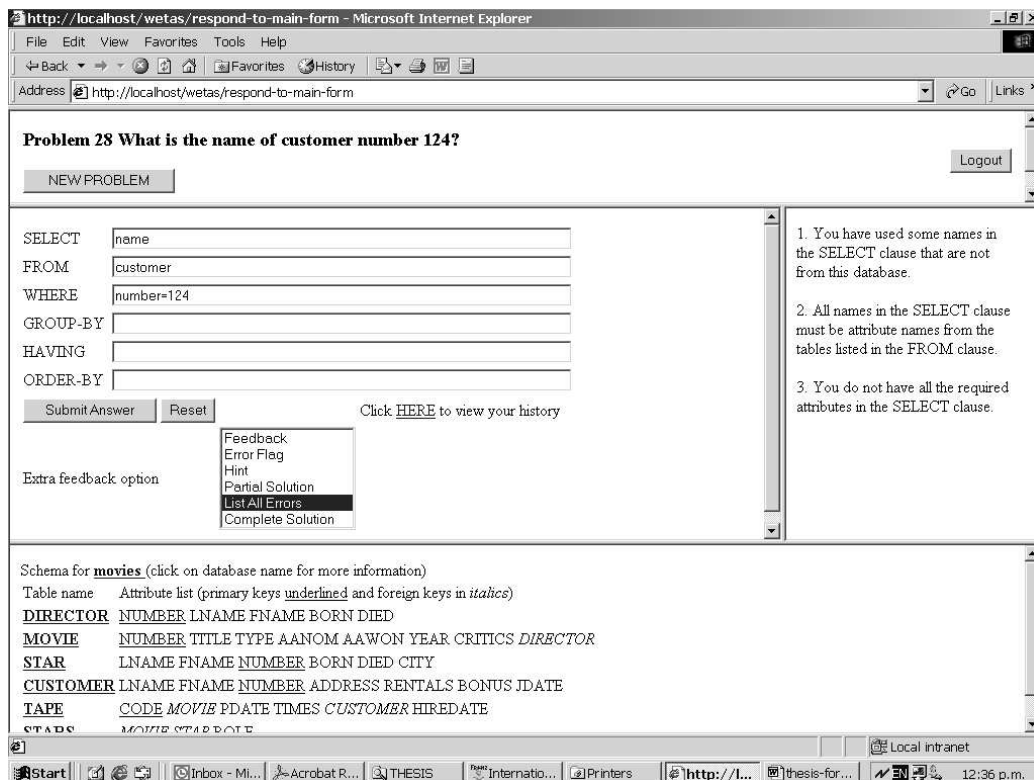 http://localhost/wetas/respond-to-main-form - Microsoft Internet Explorer
File Edit View Favorites Tools Help
Back Favorites History
Address http://localhost/wetas/respond-to-main-form Go Links
Problem 28 What is the name of customer number 124?
NEW PROBLEM
Logout
SELECT name
FROM customer
WHERE number=124
GROUP-BY
HAVING
ORDER-BY
Submit Answer Reset Click HERE to view your history
Extra feedback option
Feedback
Error Flag
Hint
Partial Solution
List All Errors
Complete Solution
1. You have used some names in
the SELECT clause that are not
from this database.
2. All names in the SELECT clause
must be attribute names from the
tables listed in the FROM clause.
3. You do not have all the required
attributes in the SELECT clause.
Schema for movies (click on database name for more information)
Table name Attribute list (primary keys underlined and foreign keys in italics)
DIRECTOR NUMBER LNAME FNAME BORN DIED
MOVIE NUMBER TITLE TYPE AANOM AAWON YEAR CRITICS DIRECTOR
STAR LNAME FNAME NUMBER BORN DIED CITY
CUSTOMER LNAME FNAME NUMBER ADDRESS RENTALS BONUS JDATE
TAPE CODE MOVIE PDATE TIMES CUSTOMER HIREDATE
STARS MOVIE STAR ROLE
Local intranet
Start Inbox - Mi... Acrobat R... THESIS Internatio... Printers http://l... thesis-for... EN 12:36 p.m.